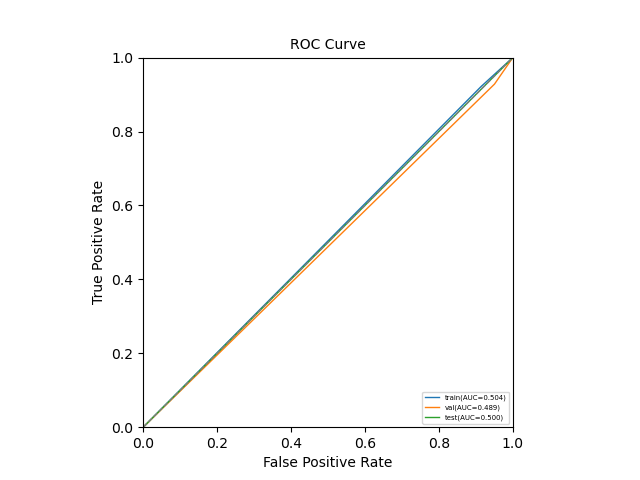 ROC Curve
1.0
0.8
0.6
0.4
0.2
0.0
True Positive Rate
0.0 0.2 0.4 0.6 0.8 1.0
False Positive Rate
train(AUC=0.504)
val(AUC=0.489)
test(AUC=0.500)